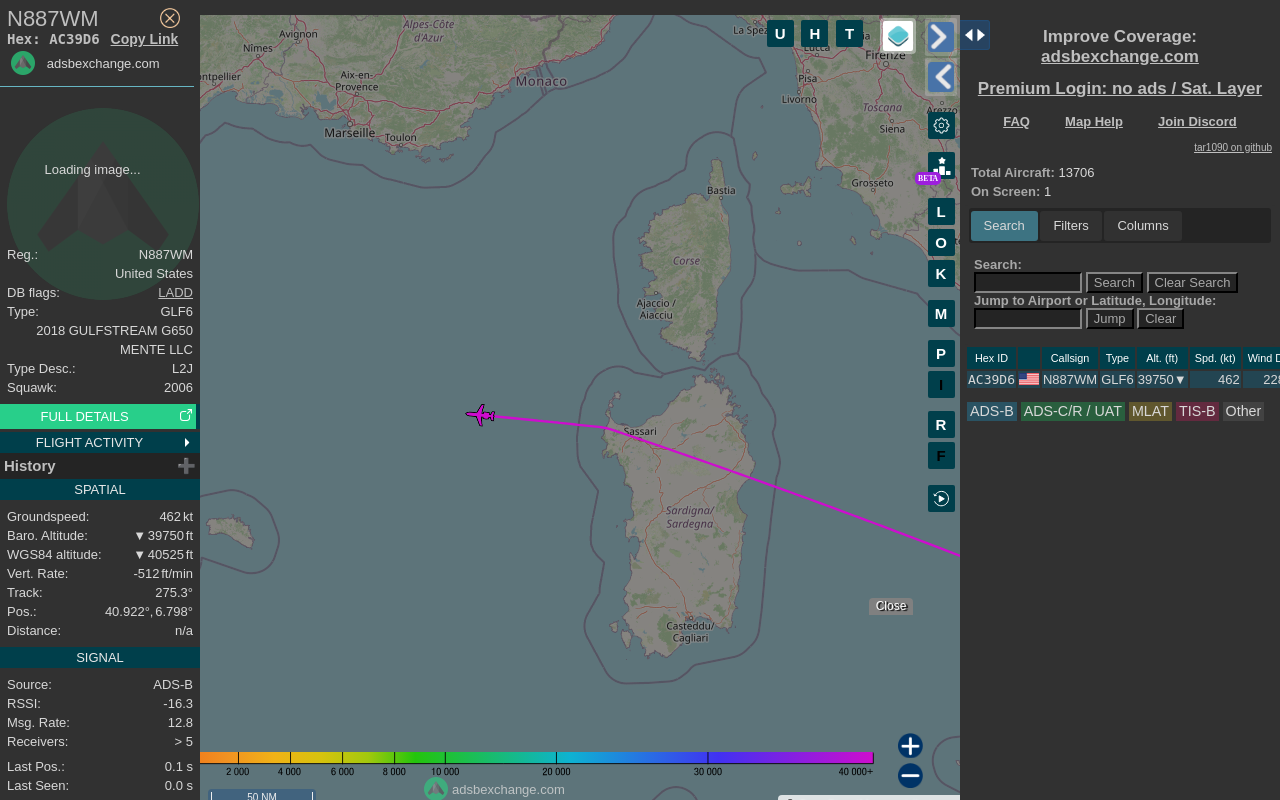 N887WM
Hex: AC39D6 Copy Link
adsbexchange.com
Loading image...
Reg.: N887WM
United States
DB flags: LADD
Type: GLF6
2018 GULFSTREAM G650
MENTE LLC
Type Desc.: L2J
Squawk: 2006
FULL DETAILS
FLIGHT ACTIVITY
History
SPATIAL
Groundspeed: 462 kt
Baro. Altitude: ▼ 39750 ft
WGS84 altitude: ▼ 40525 ft
Vert. Rate: -512 ft/min
Track: 275.3°
Pos.: 40.922°, 6.798°
Distance: n/a
SIGNAL
Source: ADS-B
RSSI: -16.3
Msg. Rate: 12.8
Receivers: > 5
Last Pos.: 0.1 s
Last Seen: 0.0 s
Alpes-Côte
d'Azur
Avignon
Nîmes
Aix-en-
Provence
ntpellier
Monaco
Marseille
Toulon
La Spez
Lucca
Firenze
Pisa
Livorno
Toscana
Arezzo
Siena
Grosseto
Bastia
Corse
Ajaccio /
Aiacciu
Sassari
Sardigna/
Sardegna
Casteddu/
Cagliari
U H T
BETA
L
O
K
M
P
I
R
F
Close
2 000 4 000 6 000 8 000 10 000 20 000 30 000 40 000+
adsbexchange.com
50 NM
Improve Coverage:
adsbexchange.com
Premium Login: no ads / Sat. Layer
FAQ Map Help Join Discord
tar1090 on github
Total Aircraft: 13706
On Screen: 1
Search Filters Columns
Search:
Search Clear Search
Jump to Airport or Latitude, Longitude:
Jump Clear
Hex ID Callsign Type Alt. (ft) Spd. (kt) Wind D
AC39D6 N887WM GLF6 39750▼ 462 228
ADS-B ADS-C/R / UAT MLAT TIS-B Other